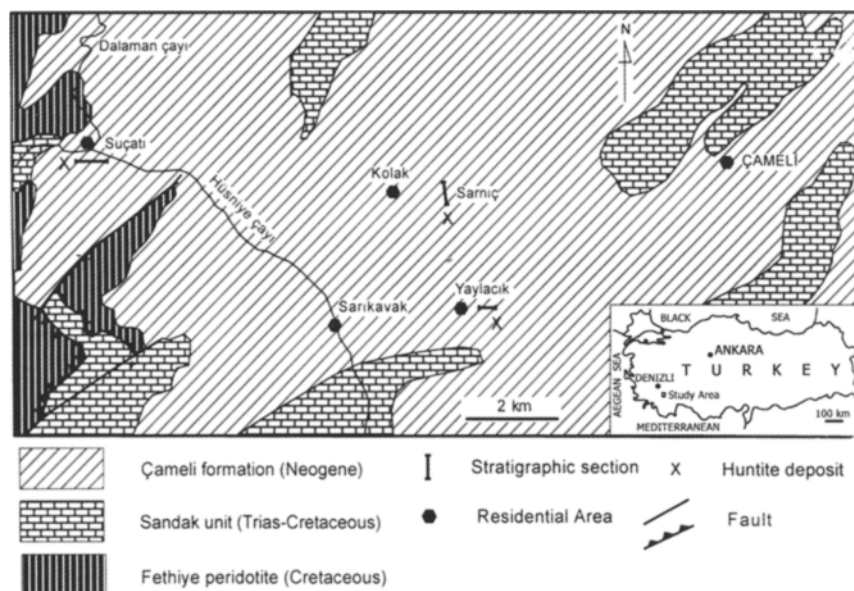 Dalaman çayı
N
Suçatı
X
Kolak
Sarnıç
X
ÇAMELİ
Hüsniye çayı
Yaylacık
X
Sarıkavak
2 km
BLACK SEA
ANKARA
AEGEAN SEA
DENIZLI
TURKEY
Study Area
100 km
MEDITERRANEAN
Çameli formation (Neogene)
Stratigraphic section
X Huntite deposit
Sandak unit (Trias-Cretaceous)
Residential Area
Fault
Fethiye peridotite (Cretaceous)